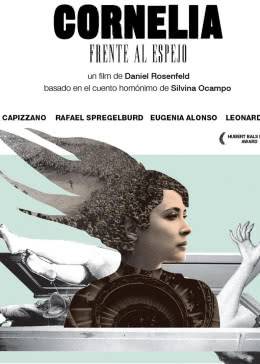 CORNELIA
FRENTE AL ESPEJO
un film de Daniel Rosenfeld
basado en el cuento homónimo de Silvina Ocampo
CAPIZZANO RAFAEL SPREGELBURD EUGENIA ALONSO LEONAR
HUBERT BALS
AWARD